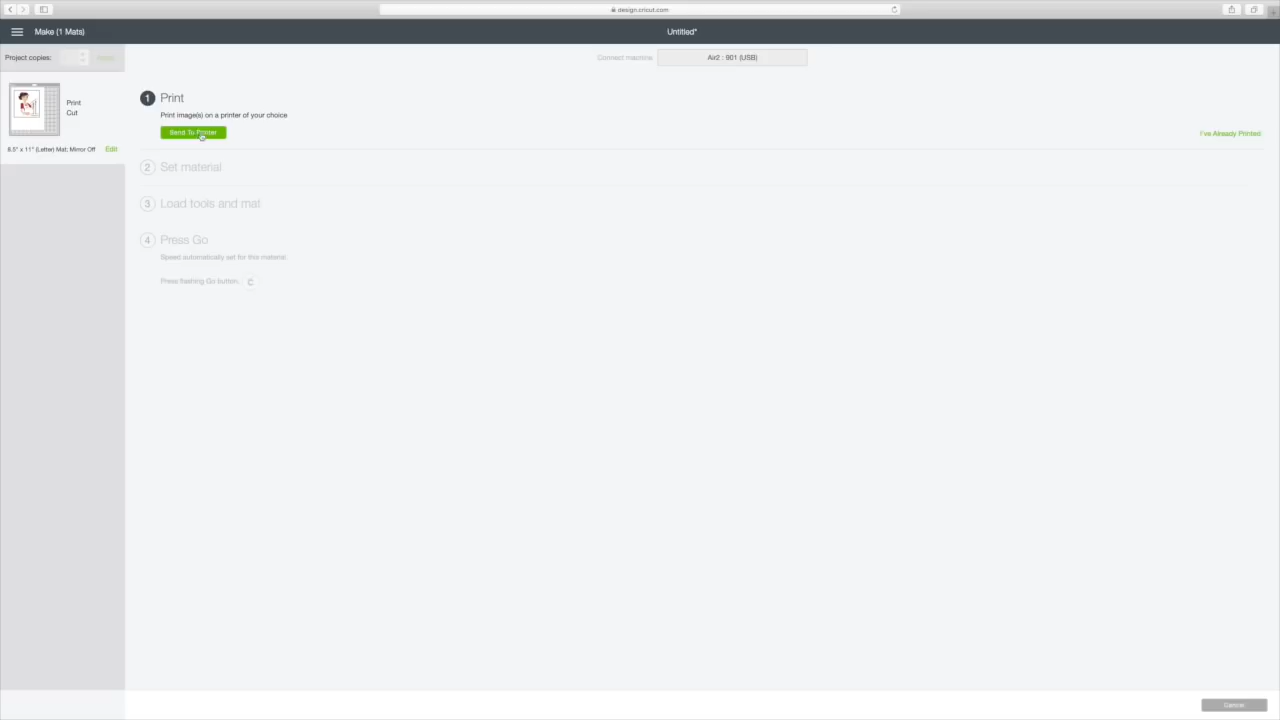 design.cricut.com
Make (1 Mats)
Untitled*
Project copies:
Connect machine
Air2 : 901 (USB)
Print
Cut
8.5" x 11" (Letter) Mat; Mirror Off
Edit
1 Print
Print image(s) on a printer of your choice
Send To Printer
I've Already Printed
2 Set material
3 Load tools and mat
4 Press Go
Speed automatically set for this material.
Press flashing Go button. C
Cancel